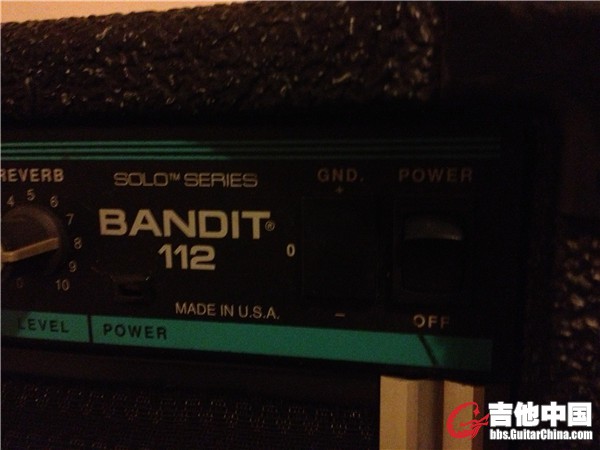 REVERB
4 5 6 7 8 9 10
0
SOLO™ SERIES
BANDIT®
112
MADE IN U.S.A.
GND.
+
0
–
POWER
OFF
LEVEL
POWER
吉他中国
bbs.GuitarChina.com